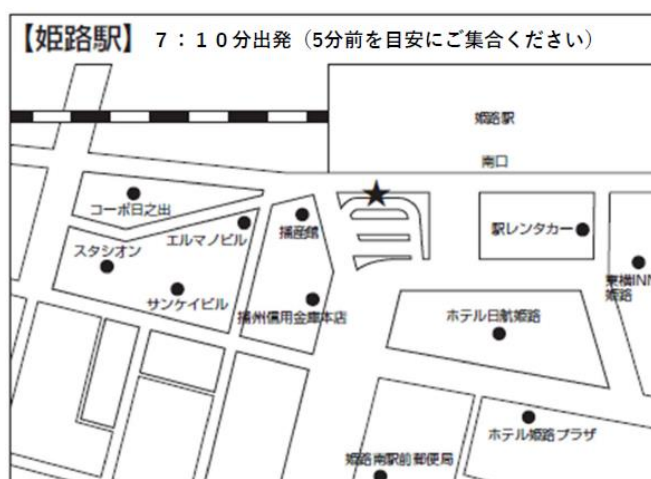 【姫路駅】 7：10分出発（5分前を目安にご集合ください）
姫路駅
南口
コーポ日之出
エルマノビル
播産館
駅レンタカー
スタシオン
サンケイビル
東横INN
姫路
播州信用金庫本店
ホテル日航姫路
ホテル姫路プラザ
姫路南駅前郵便局